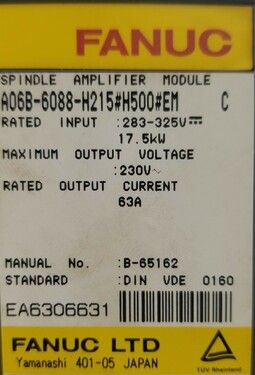 FANUC
SPINDLE AMPLIFIER MODULE
A06B-6088-H215#H500#EM C
RATED INPUT :283-325V⎓
17.5kW
MAXIMUM OUTPUT VOLTAGE
:230V~
RATED OUTPUT CURRENT
63A
MANUAL No. :B-65162
STANDARD :DIN VDE 0160
EA6306631
FANUC LTD
Yamanashi 401-05 JAPAN
TÜV Rheinland